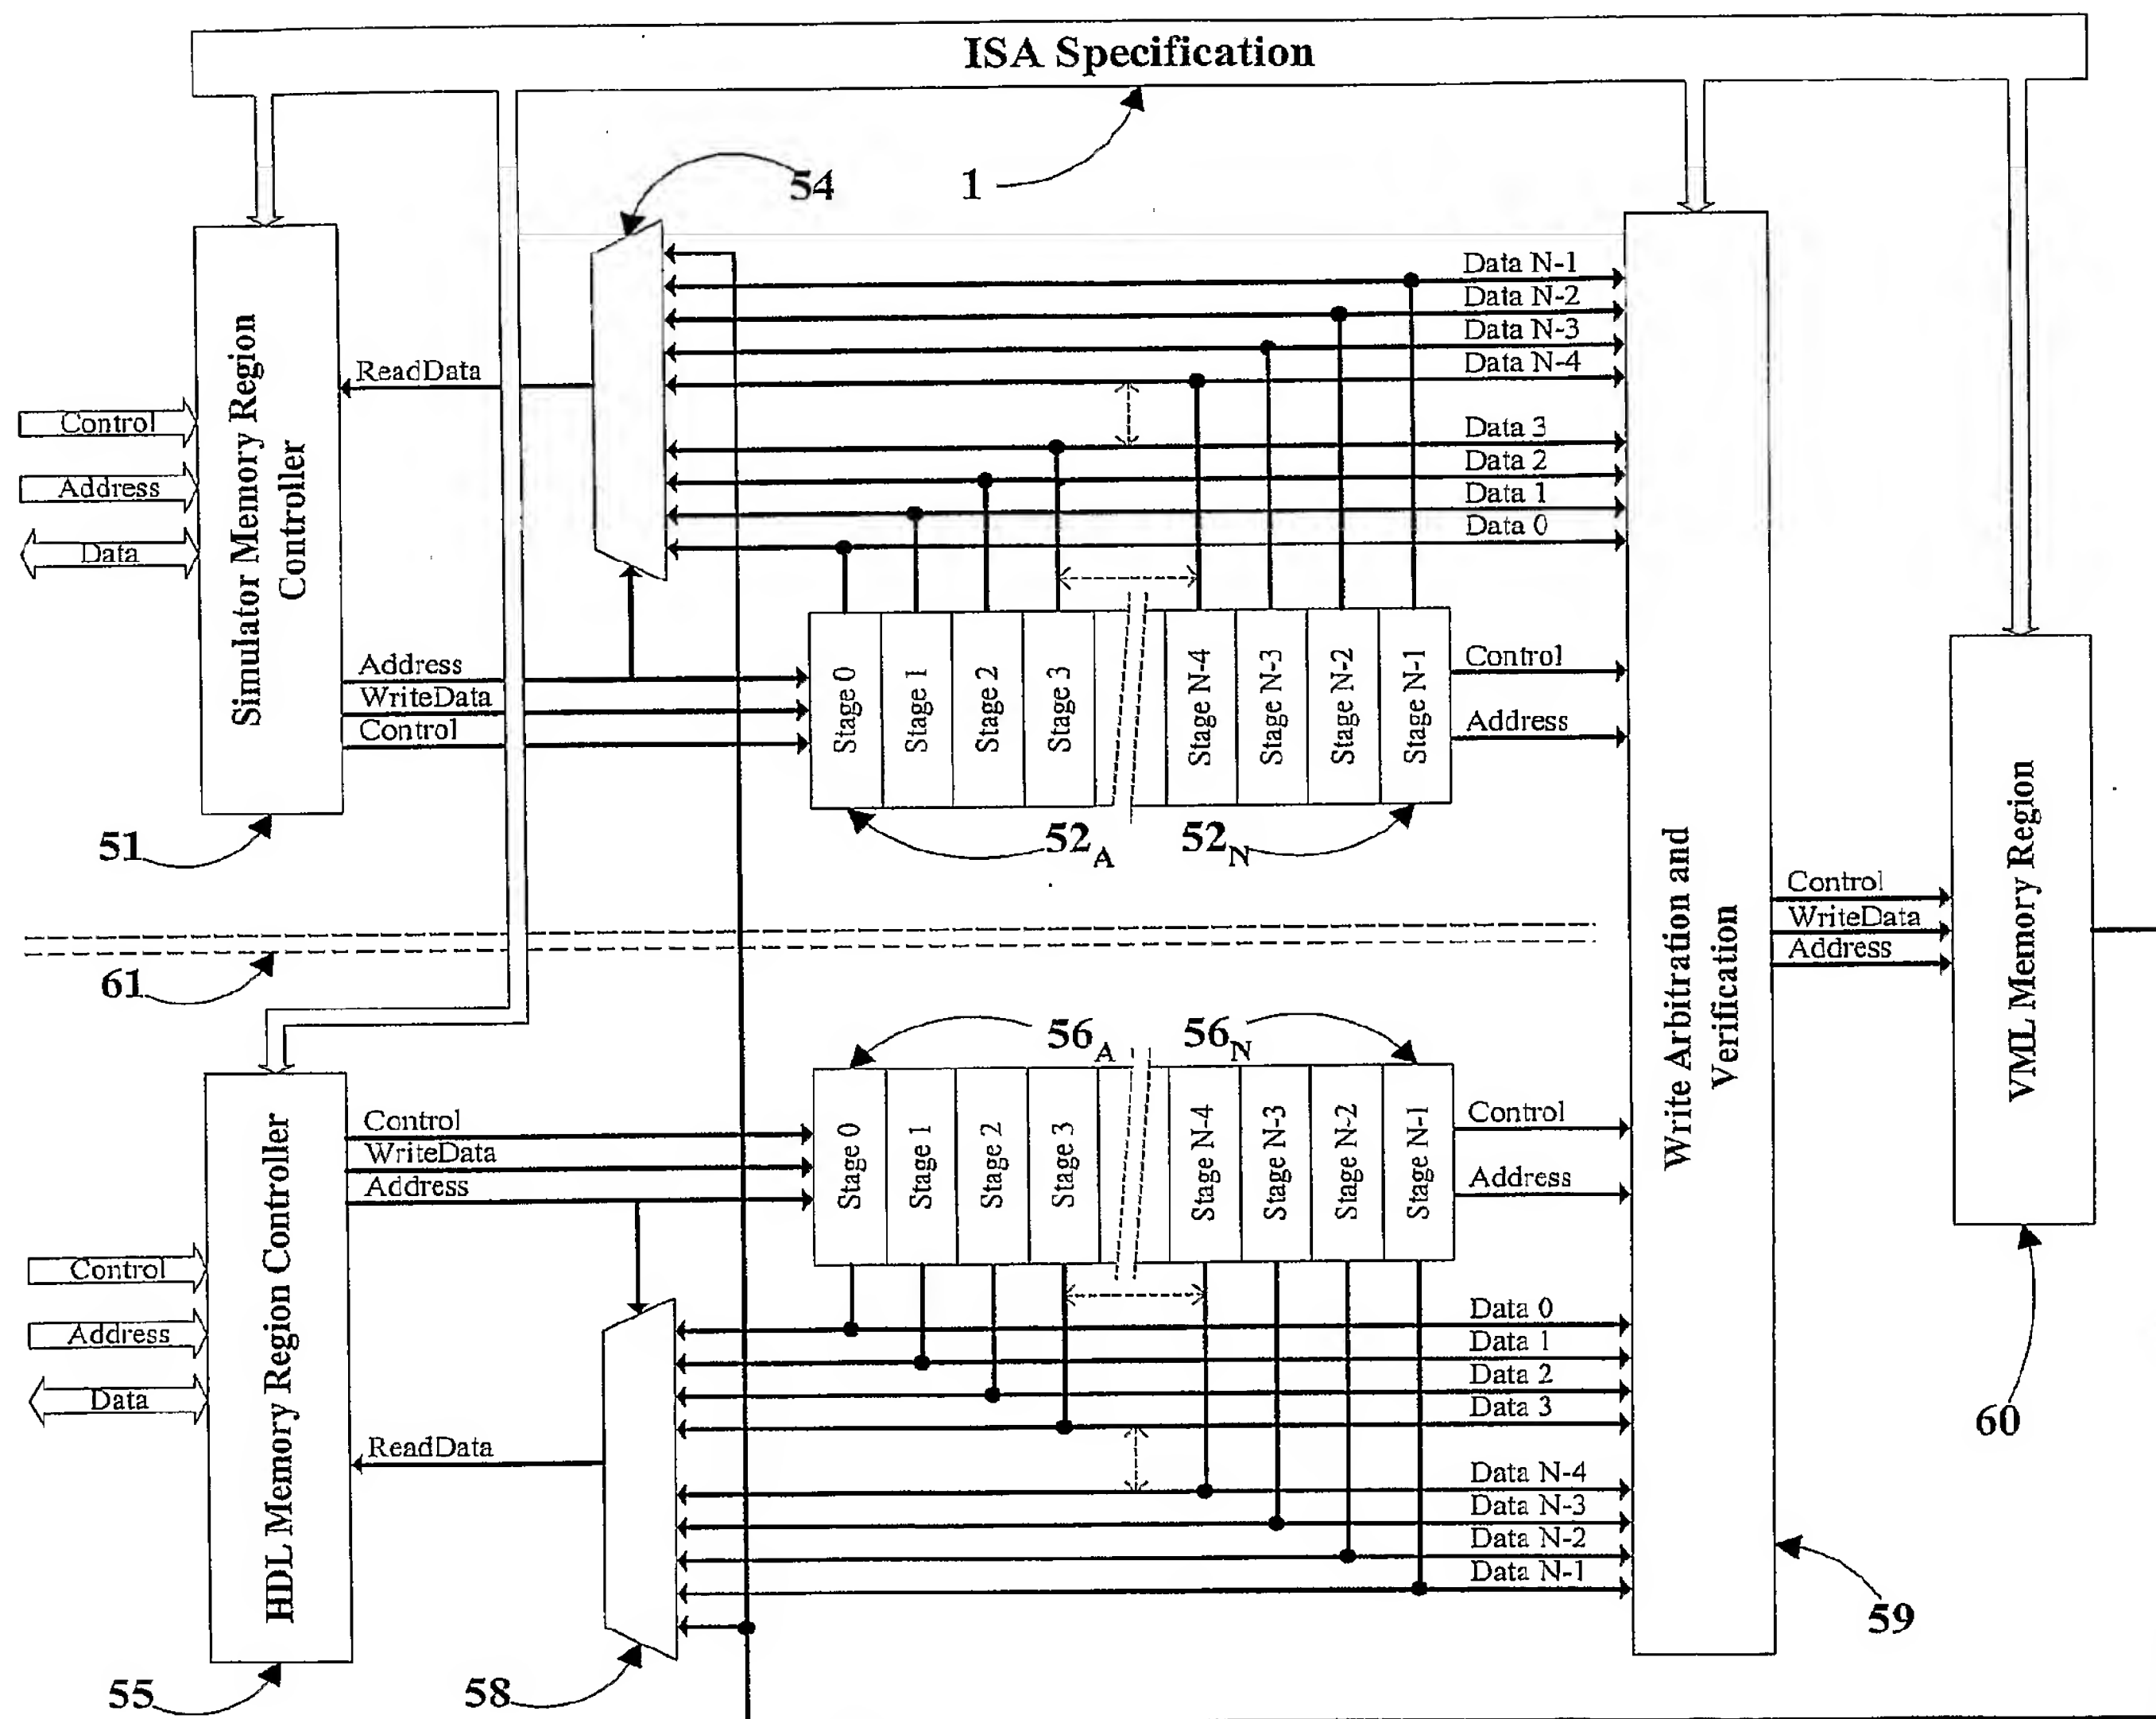 ISA Specification
54
1
Simulator Memory Region
Controller
Control
Address
Data
ReadData
Address
WriteData
Control
Data N-1
Data N-2
Data N-3
Data N-4
Data 3
Data 2
Data 1
Data 0
Stage 0
Stage 1
Stage 2
Stage 3
Stage N-4
Stage N-3
Stage N-2
Stage N-1
Control
Address
51
52A
52N
61
Write Arbitration and
Verification
Control
WriteData
Address
VML Memory Region
56A
56N
HDL Memory Region Controller
Control
WriteData
Address
Control
Address
Data
ReadData
Stage 0
Stage 1
Stage 2
Stage 3
Stage N-4
Stage N-3
Stage N-2
Stage N-1
Control
Address
Data 0
Data 1
Data 2
Data 3
Data N-4
Data N-3
Data N-2
Data N-1
60
59
55
58